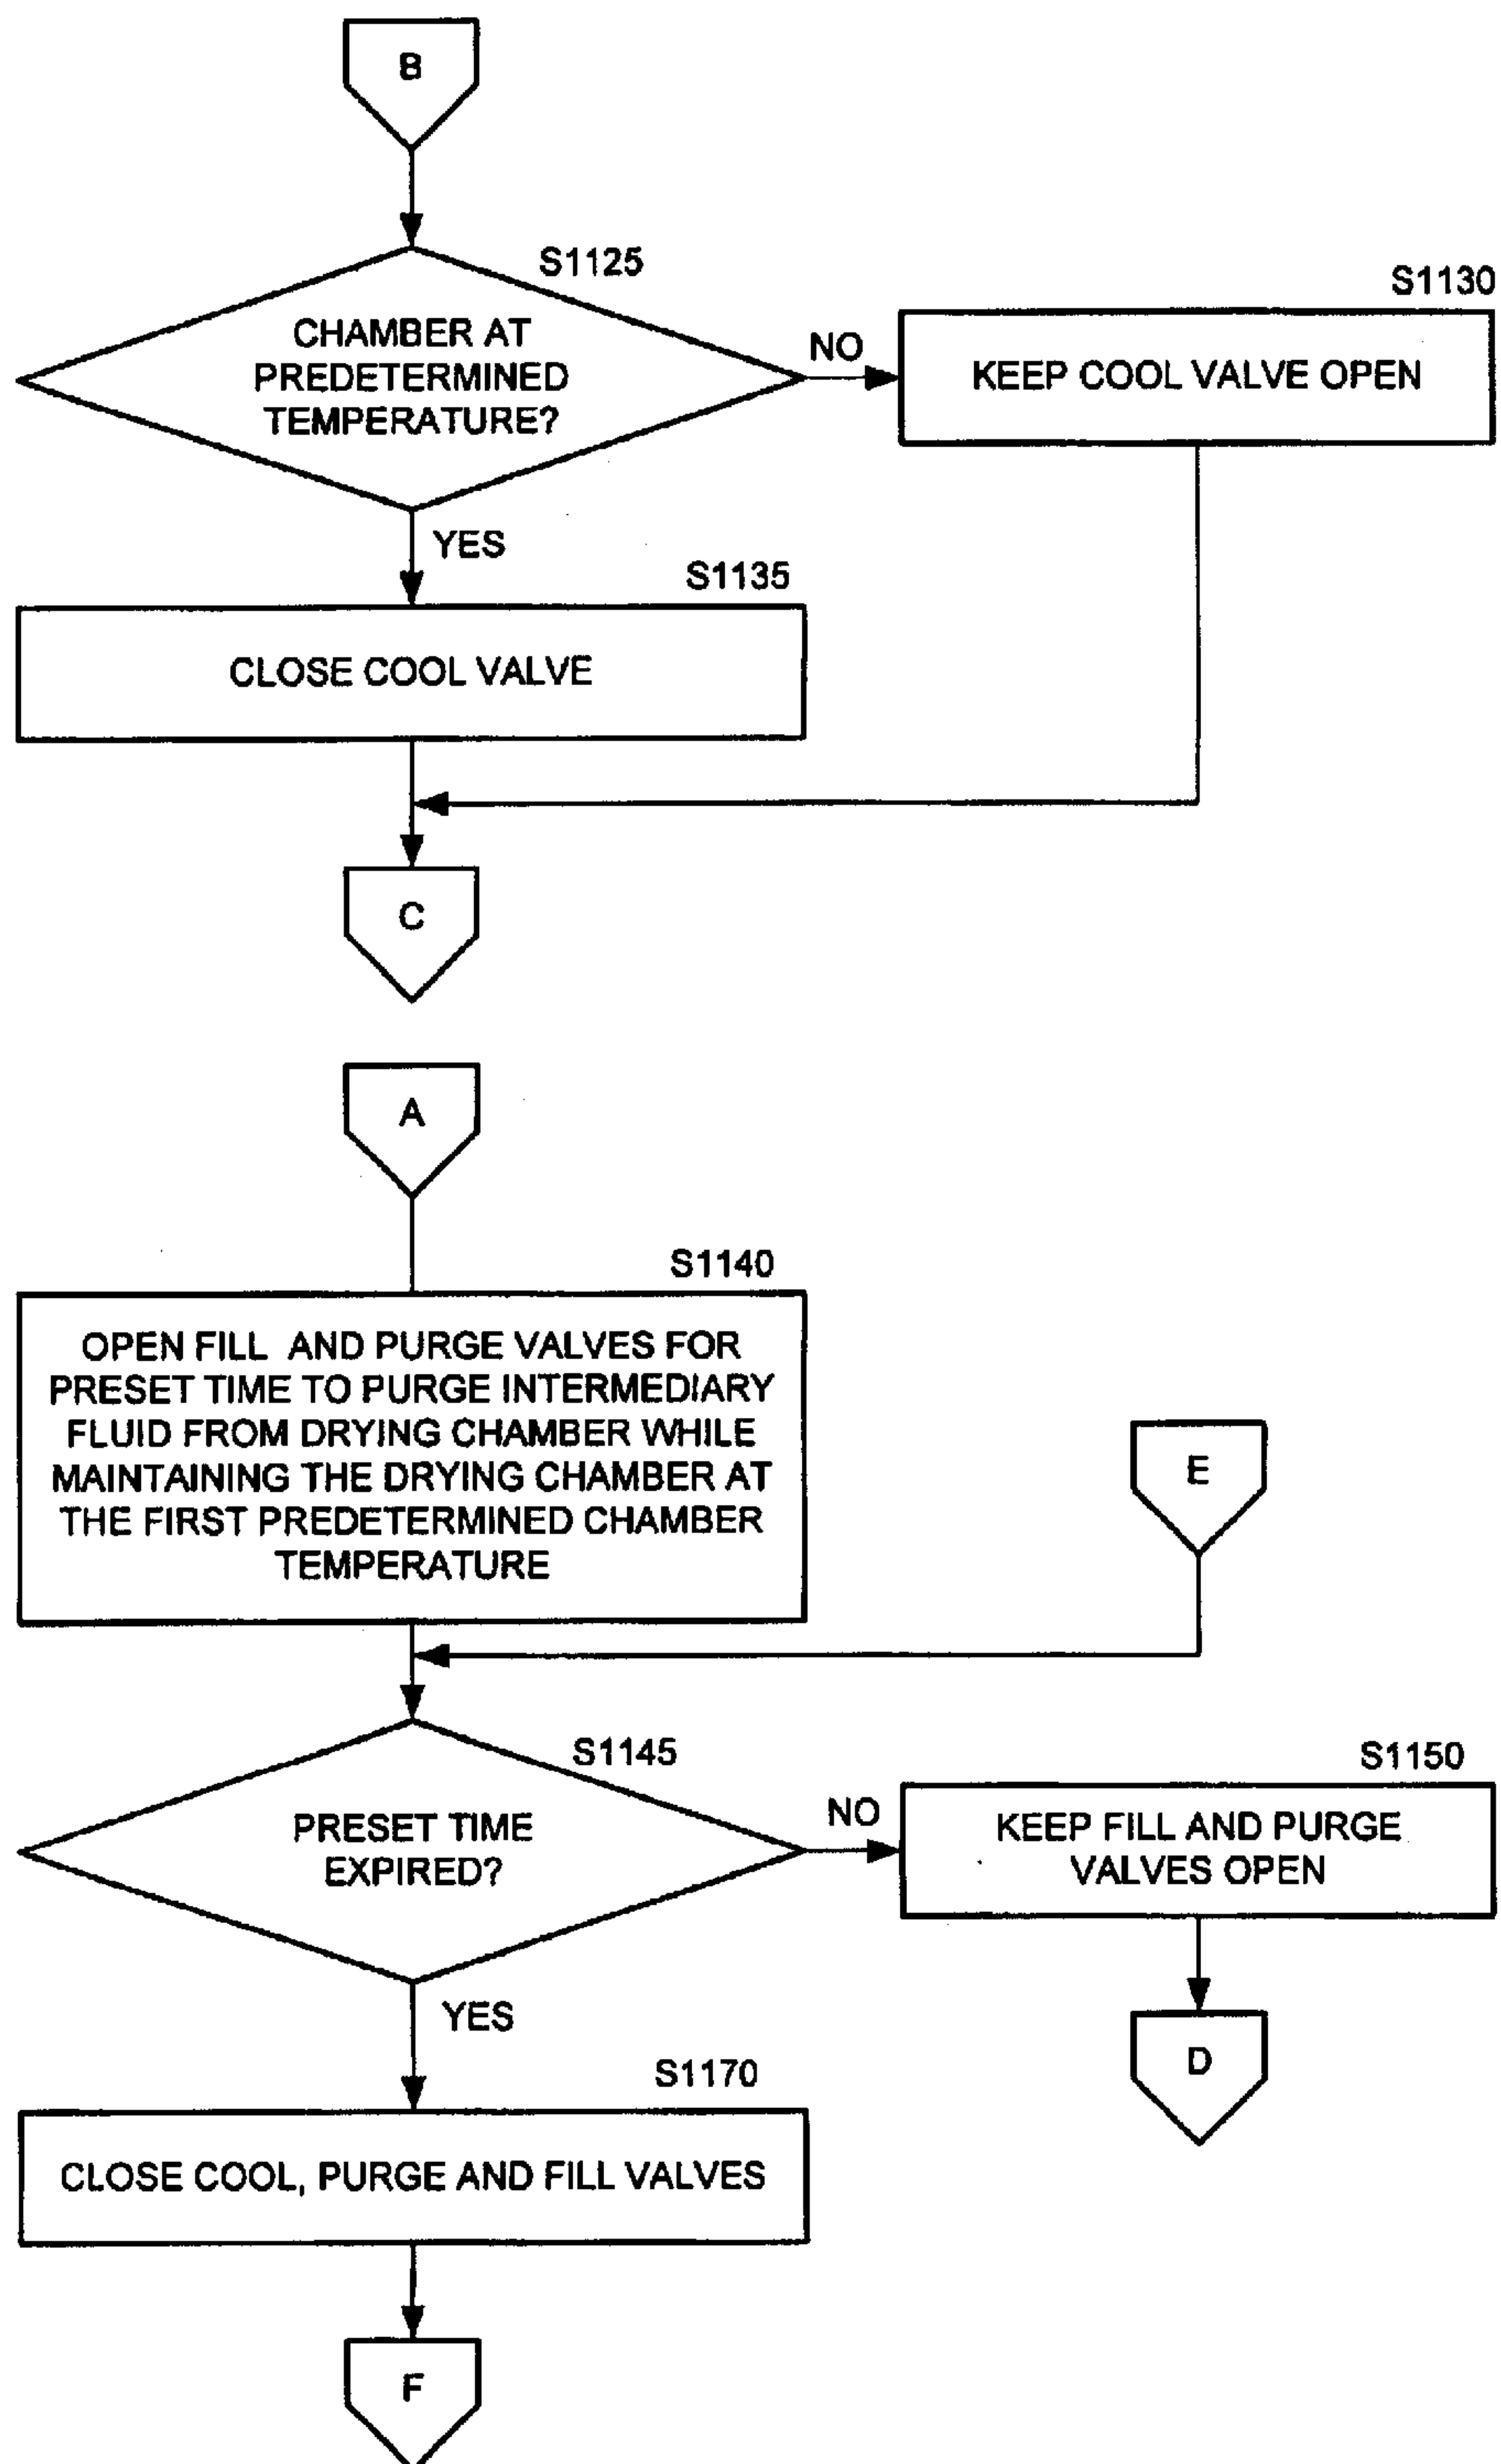 B
S1125
CHAMBER AT
PREDETERMINED
TEMPERATURE?
NO
S1130
KEEP COOL VALVE OPEN
YES
S1135
CLOSE COOL VALVE
C
A
S1140
OPEN FILL AND PURGE VALVES FOR
PRESET TIME TO PURGE INTERMEDIARY
FLUID FROM DRYING CHAMBER WHILE
MAINTAINING THE DRYING CHAMBER AT
THE FIRST PREDETERMINED CHAMBER
TEMPERATURE
E
S1145
PRESET TIME
EXPIRED?
NO
S1150
KEEP FILL AND PURGE
VALVES OPEN
D
YES
S1170
CLOSE COOL, PURGE AND FILL VALVES
F